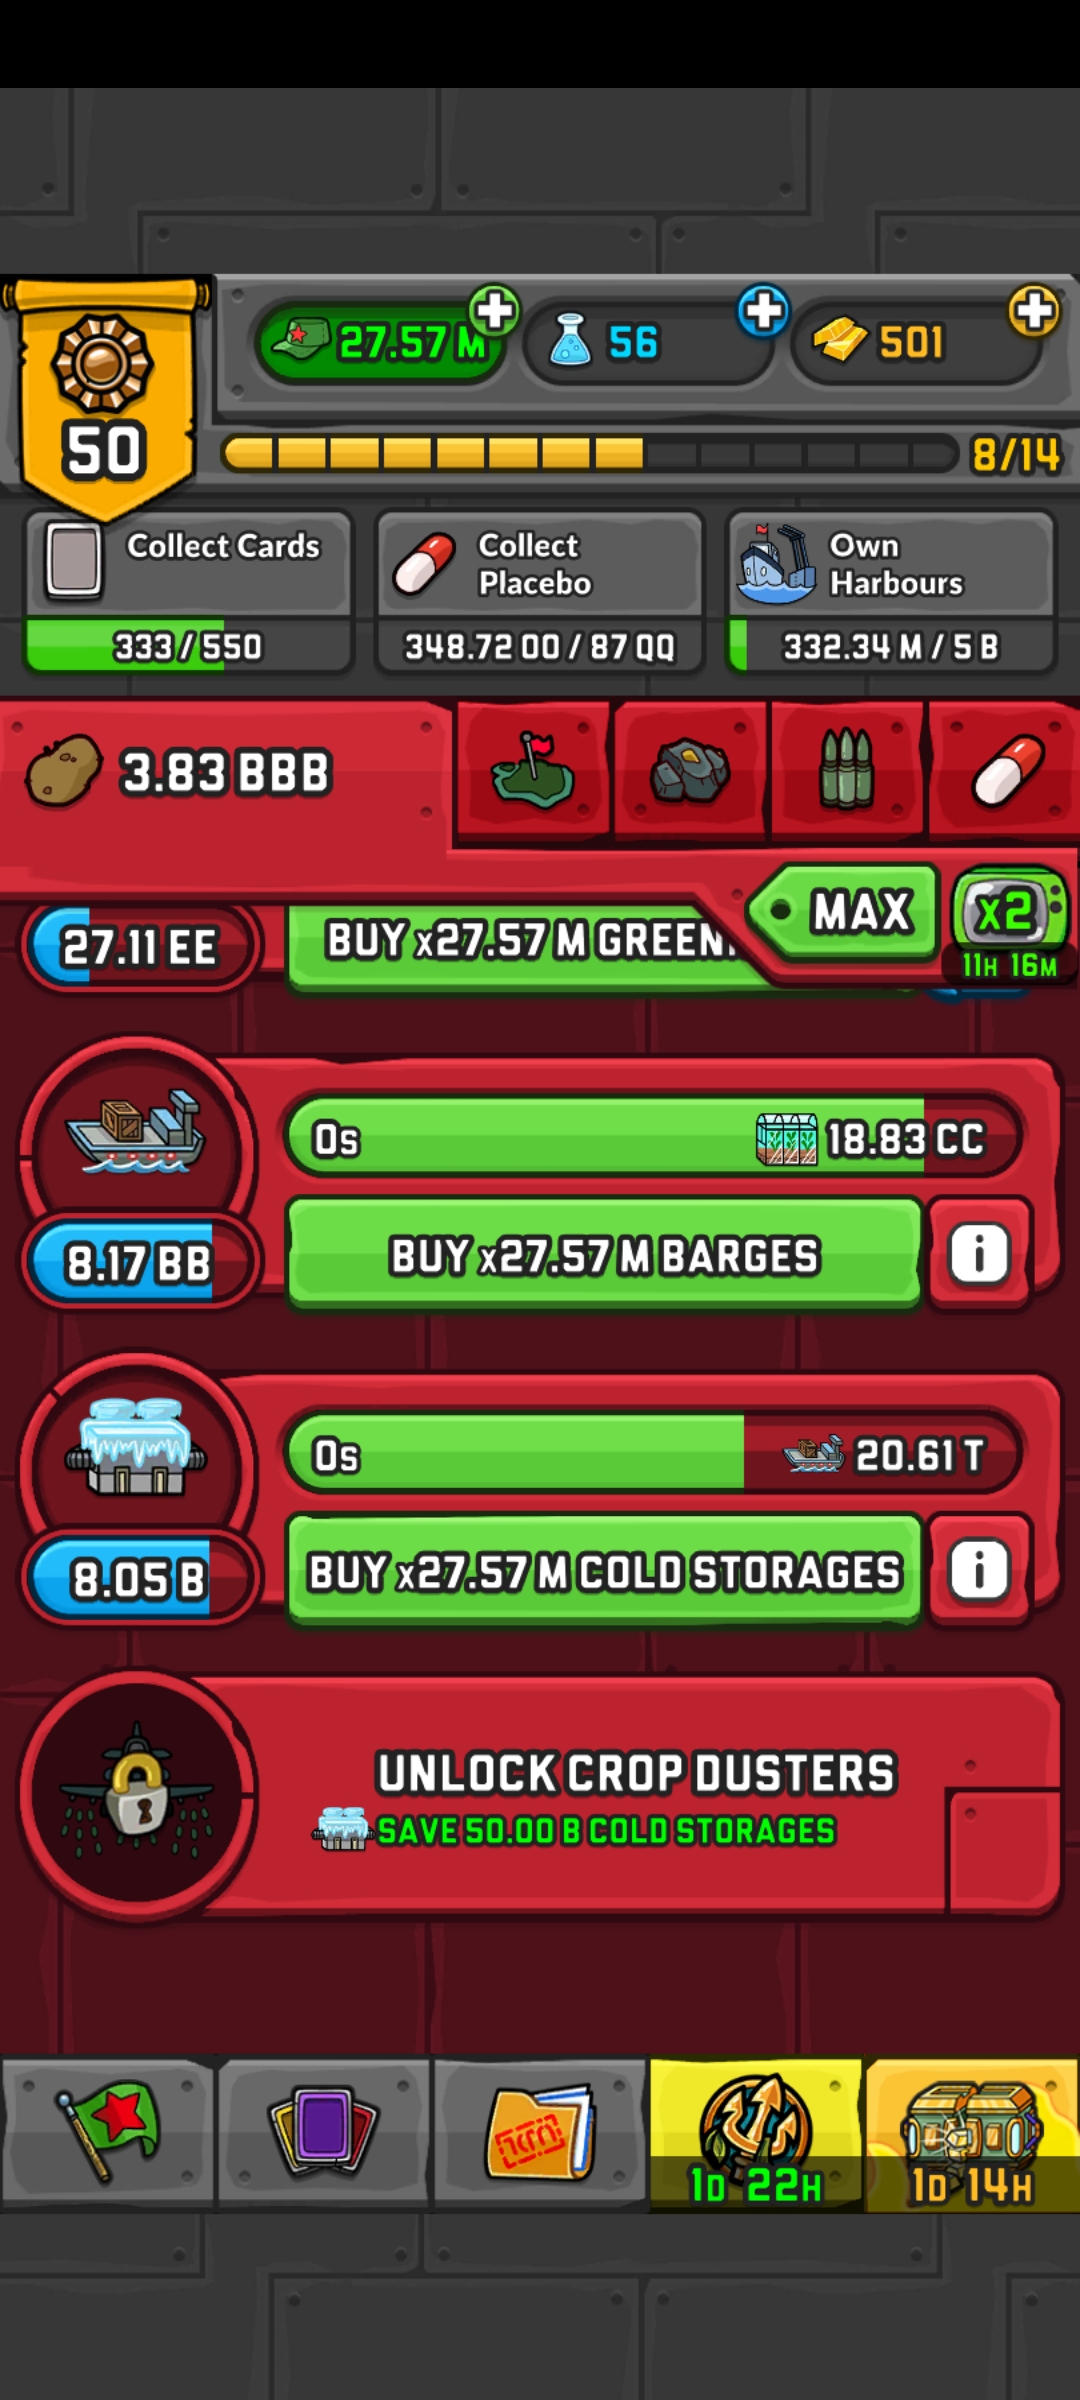 27.57 M
56
501
50
8/14
Collect Cards
333 / 550
Collect
Placebo
348.72 OO / 87 QQ
Own
Harbours
332.34 M / 5 B
3.83 BBB
MAX
x2
11H 16M
27.11 EE
BUY x27.57 M GREEN
0s
18.83 CC
8.17 BB
BUY x27.57 M BARGES
i
0s
20.61 T
8.05 B
BUY x27.57 M COLD STORAGES
i
UNLOCK CROP DUSTERS
SAVE 50.00 B COLD STORAGES
1D 22H
1D 14H